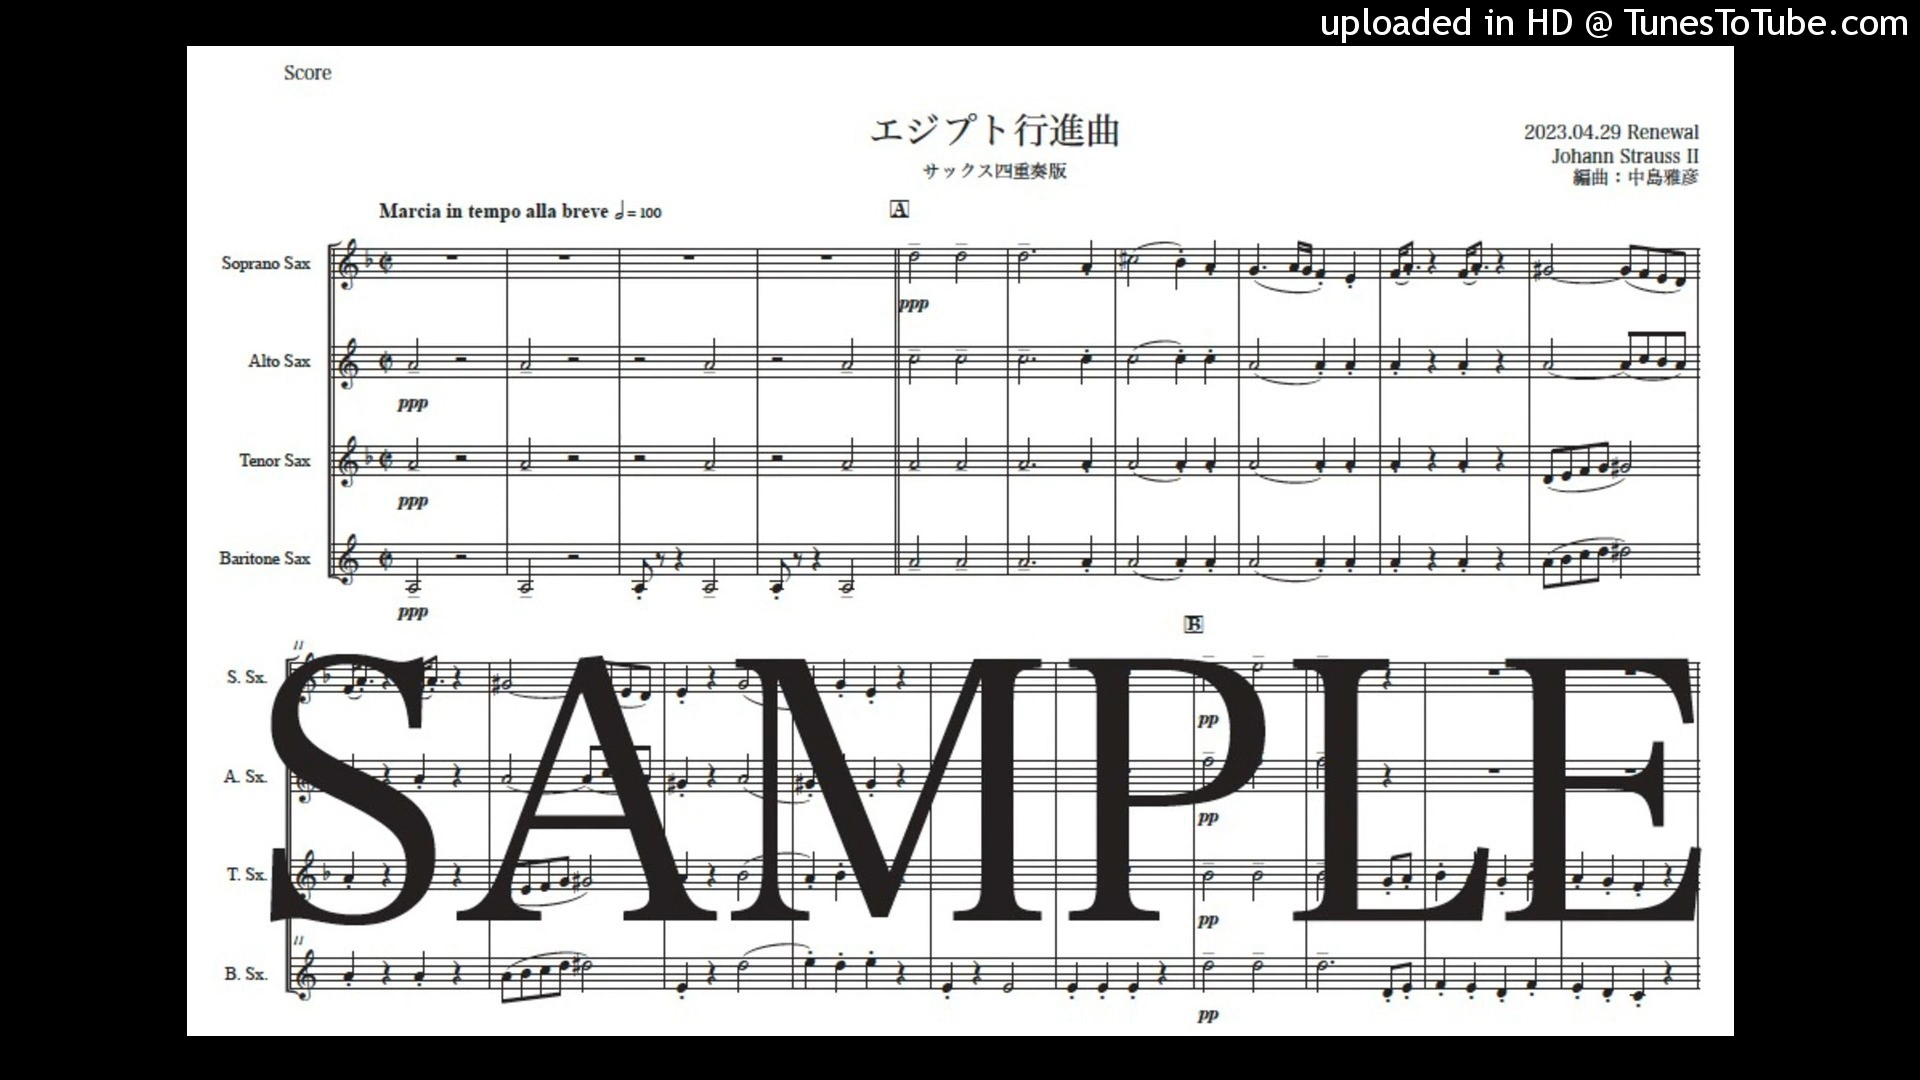 uploaded in HD @ TunesToTube.com
Score
エジプト行進曲
サックス四重奏版
2023.04.29 Renewal
Johann Strauss II
編曲：中島雅彦
Marcia in tempo alla breve 𝅗𝅥 = 100
A
Soprano Sax
ppp
Alto Sax
ppp
Tenor Sax
ppp
Baritone Sax
ppp
B
11
S. Sx.
pp
A. Sx.
pp
T. Sx.
pp
11
B. Sx.
pp
SAMPLE